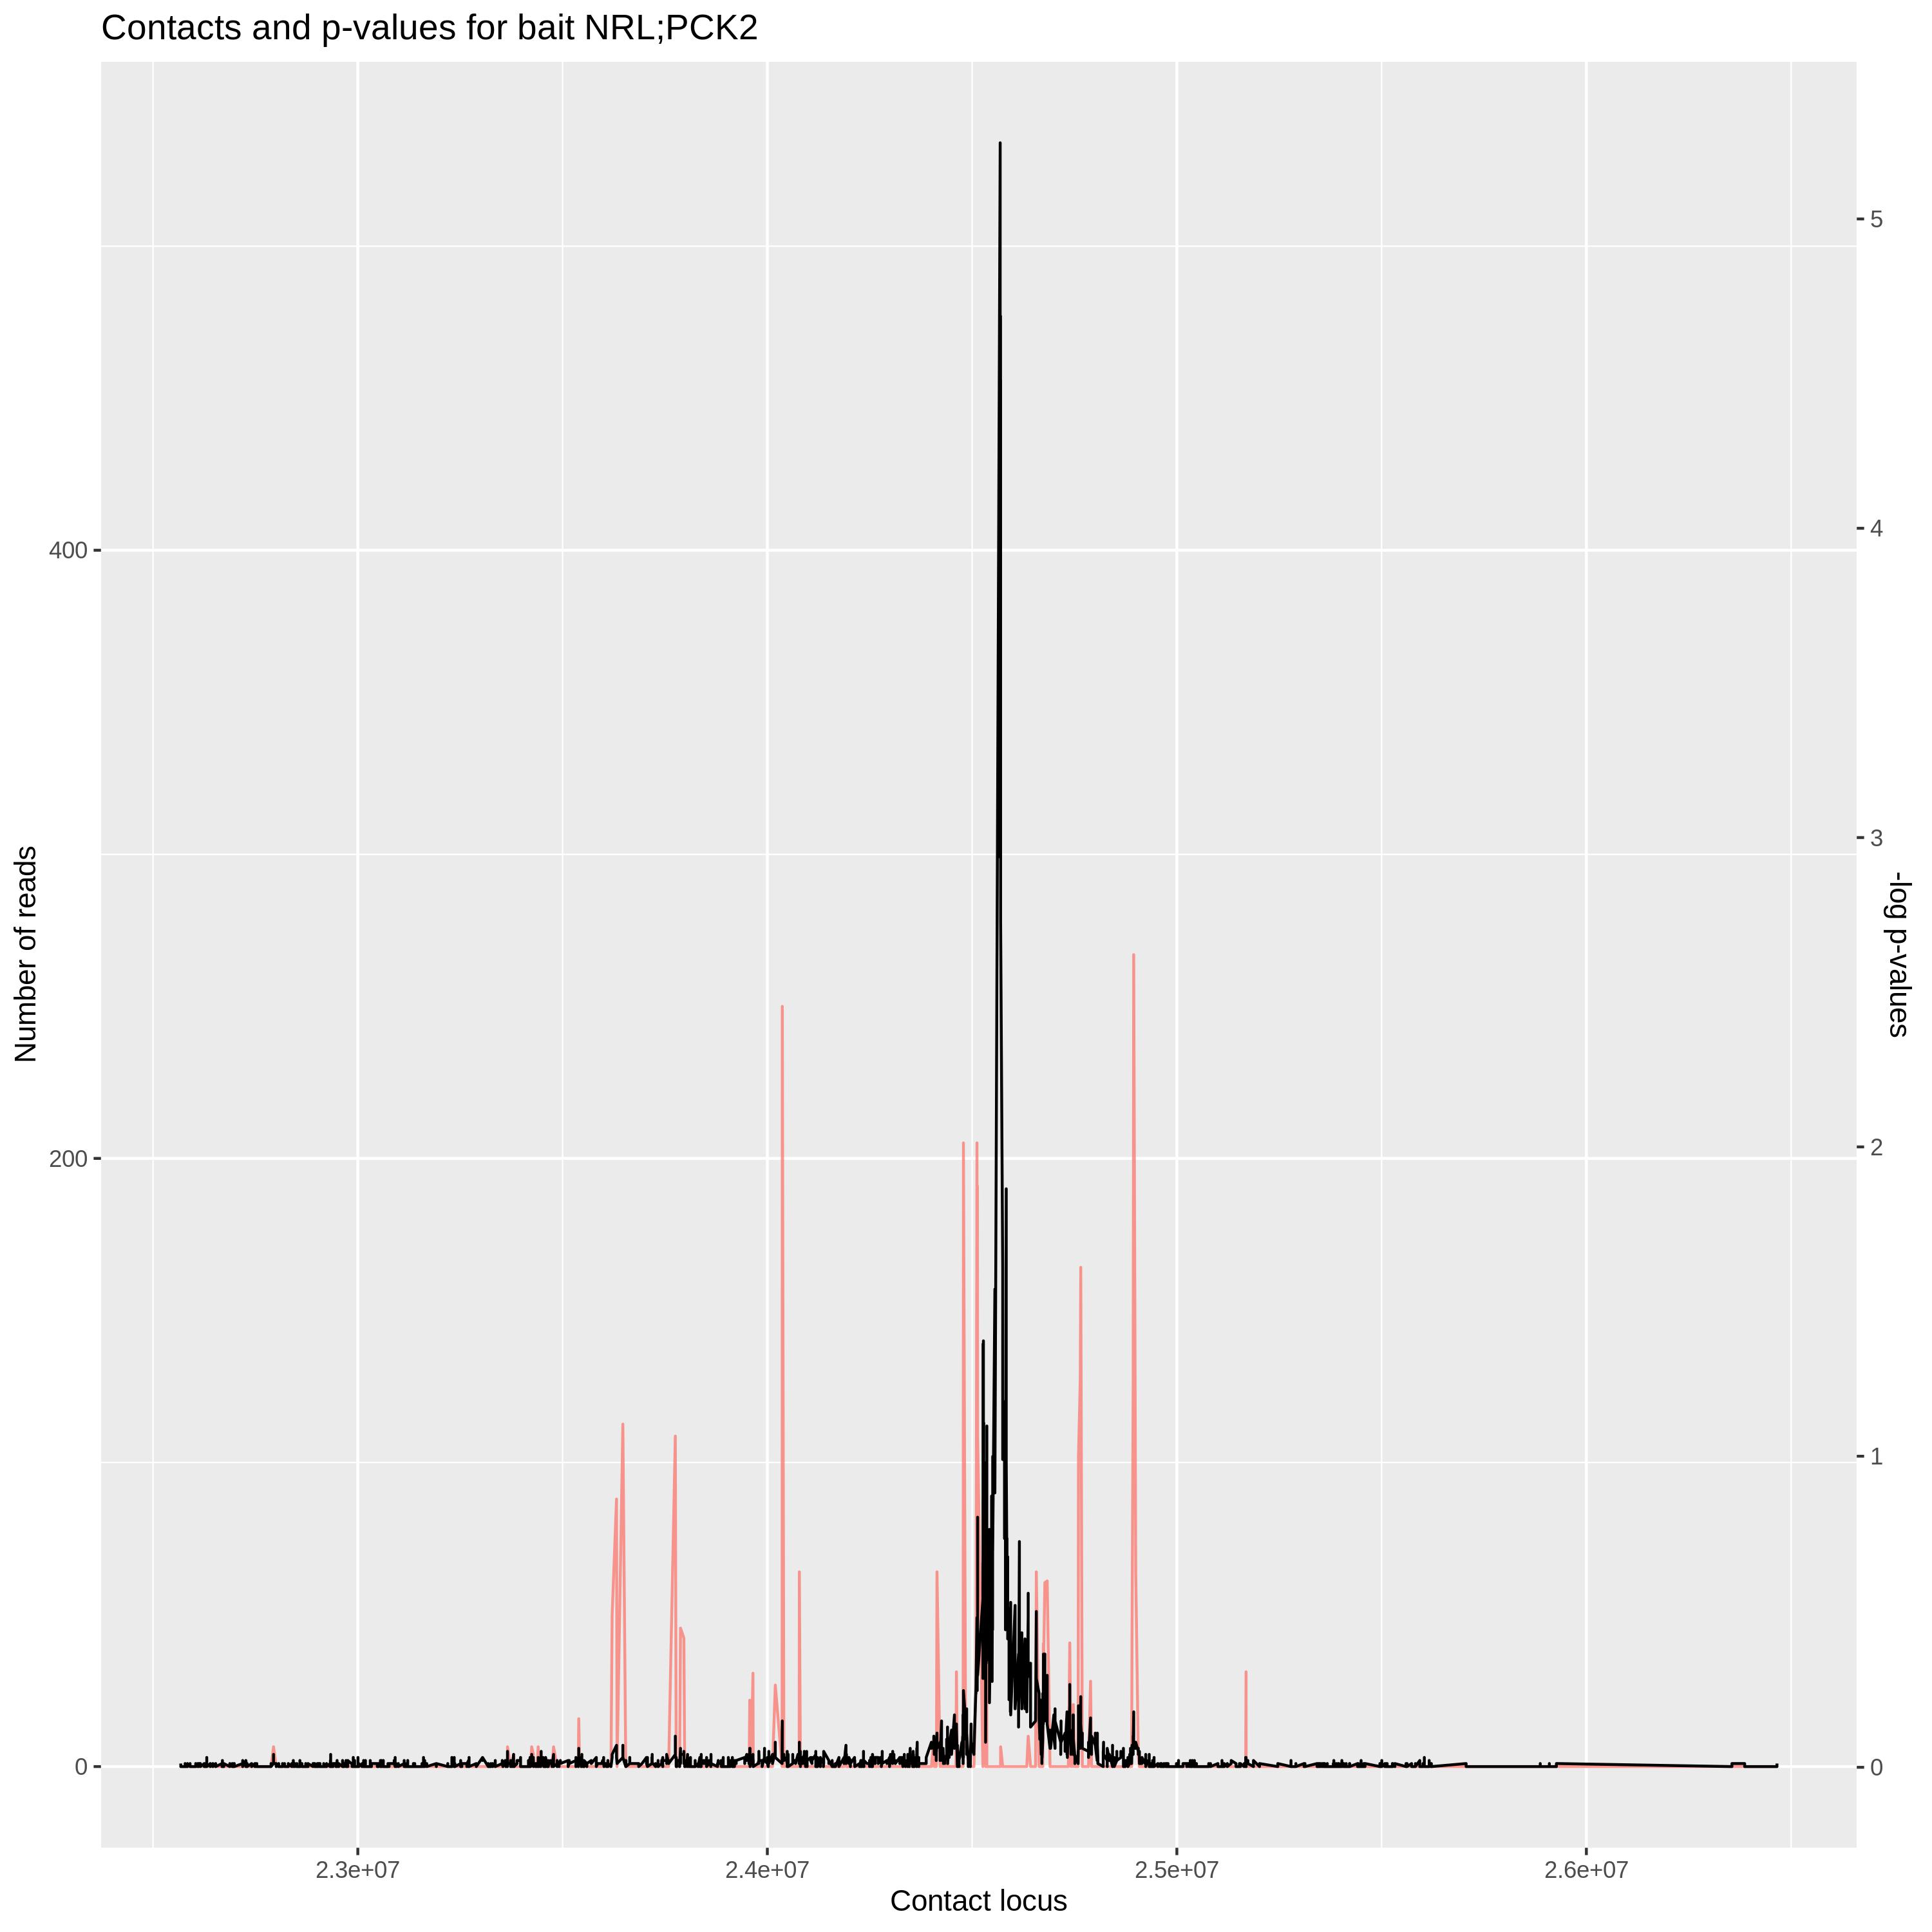 Contacts and p-values for bait NRL;PCK2
Number of reads
400
200
0
5
4
3
2
1
0
-log p-values
2.3e+07
2.4e+07
2.5e+07
2.6e+07
Contact locus